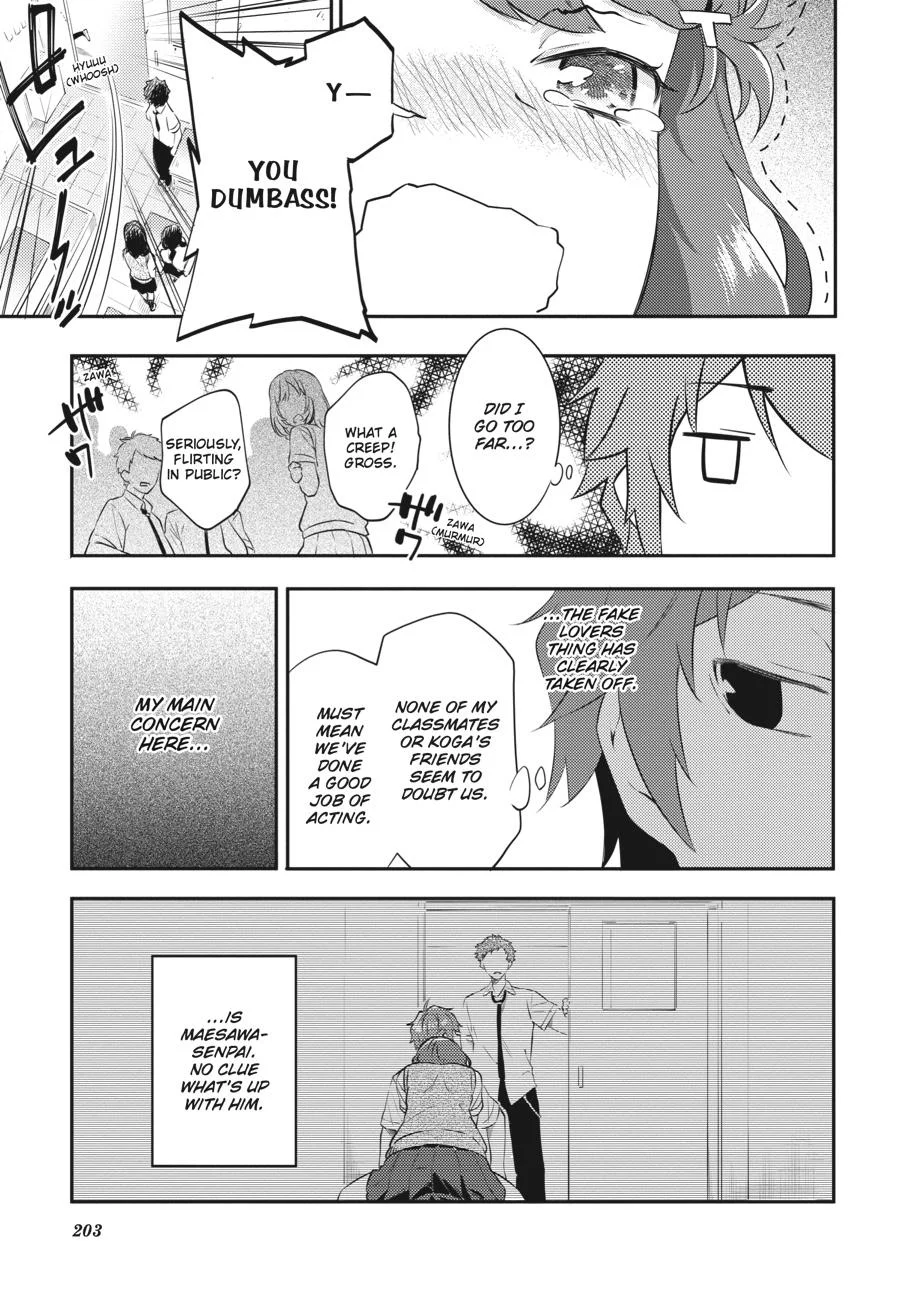 Y—
YOU
DUMBASS!
HYUUU
(WHOOSH)
DID I
GO TOO
FAR...?
WHAT A
CREEP!
GROSS.
ZAWA
(MURMUR)
SERIOUSLY,
FLIRTING
IN PUBLIC?
ZAWA
...THE FAKE
LOVERS
THING HAS
CLEARLY
TAKEN OFF.
NONE OF MY
CLASSMATES
OR KOGA'S
FRIENDS
SEEM TO
DOUBT US.
MUST
MEAN
WE'VE
DONE
A GOOD
JOB OF
ACTING.
MY MAIN
CONCERN
HERE...
...IS
MAESAWA-
SENPAI.
NO CLUE
WHAT'S UP
WITH HIM.
203